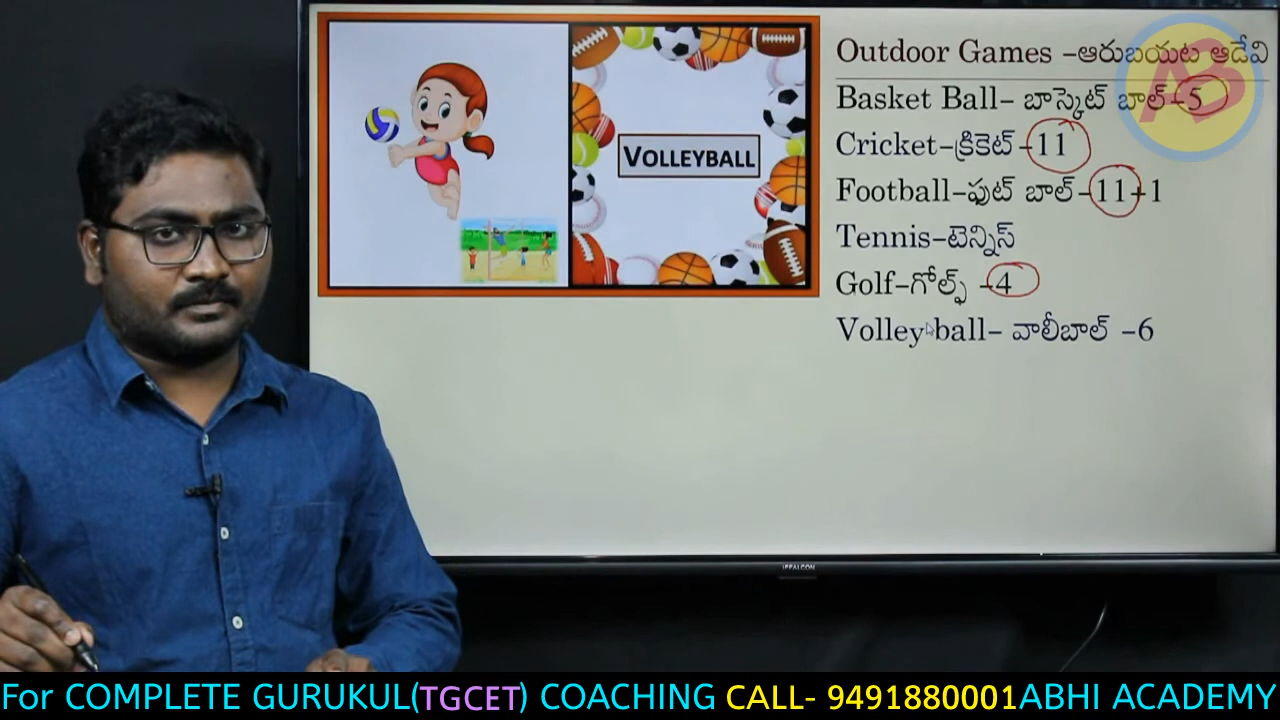 VOLLEYBALL
Outdoor Games -ఆరుబయట ఆడేవి
Basket Ball- బాస్కెట్ బాల్-5
Cricket-క్రికెట్-11
Football-ఫుట్ బాల్-11+1
Tennis-టెన్నిస్
Golf-గోల్ఫ్ -4
Volleyball- వాలీబాల్ -6
AB
iFFALCON
For COMPLETE GURUKUL(TGCET) COACHING CALL- 9491880001ABHI ACADEMY